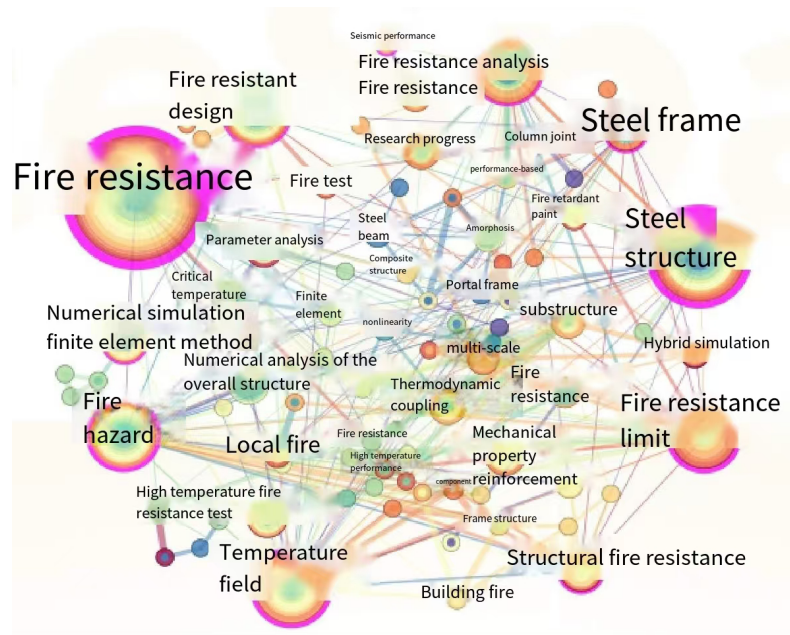 Seismic performance
Fire resistance analysis
Fire resistance
Fire resistant
design
Steel frame
Research progress
Column joint
Fire resistance
Fire test
performance-based
Fire retardant
paint
Steel
beam
Amorphosis
Steel
structure
Parameter analysis
Composite
structure
Critical
temperature
Portal frame
Finite
element
Numerical simulation
finite element method
nonlinearity
substructure
Hybrid simulation
multi-scale
Numerical analysis of the
overall structure
Thermodynamic
coupling
Fire
resistance
Fire
hazard
Fire resistance
limit
Local fire
Fire resistance
High temperature
performance
Mechanical
property
reinforcement
component
High temperature fire
resistance test
Frame structure
Temperature
field
Structural fire resistance
Building fire